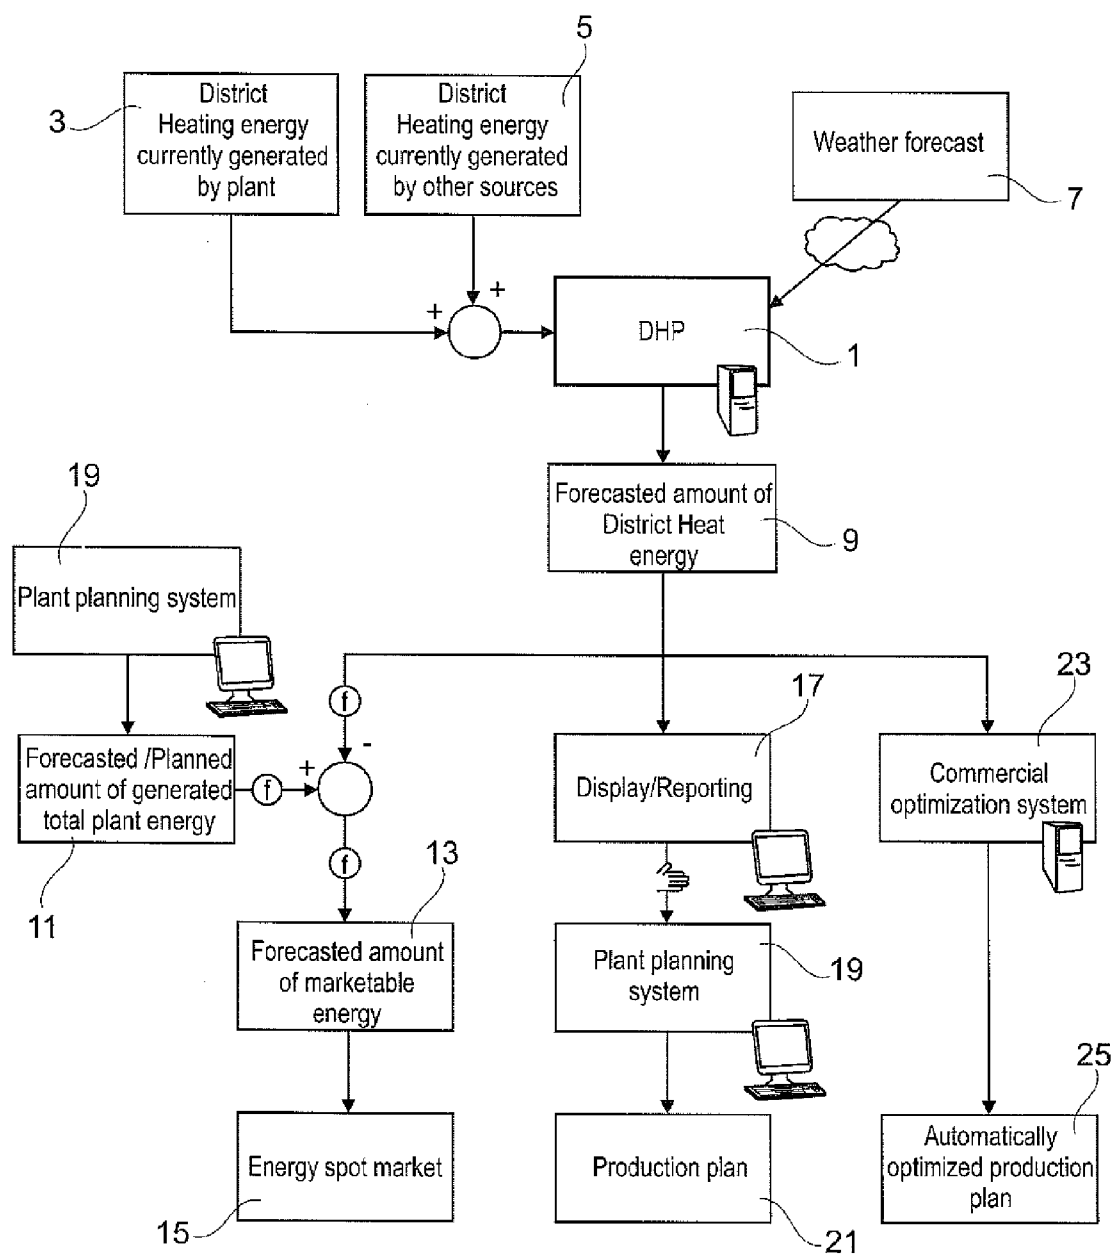 5
3
District
Heating energy
currently generated
by plant
District
Heating energy
currently generated
by other sources
Weather forecast
7
+
+
DHP
1
19
Forecasted amount of
District Heat
energy
9
Plant planning system
23
17
f
-
Forecasted /Planned
amount of generated
total plant energy
f
+
Display/Reporting
Commercial
optimization system
11
f
13
Forecasted amount
of marketable
energy
Plant planning
system
19
25
Energy spot market
15
Production plan
21
Automatically
optimized production
plan